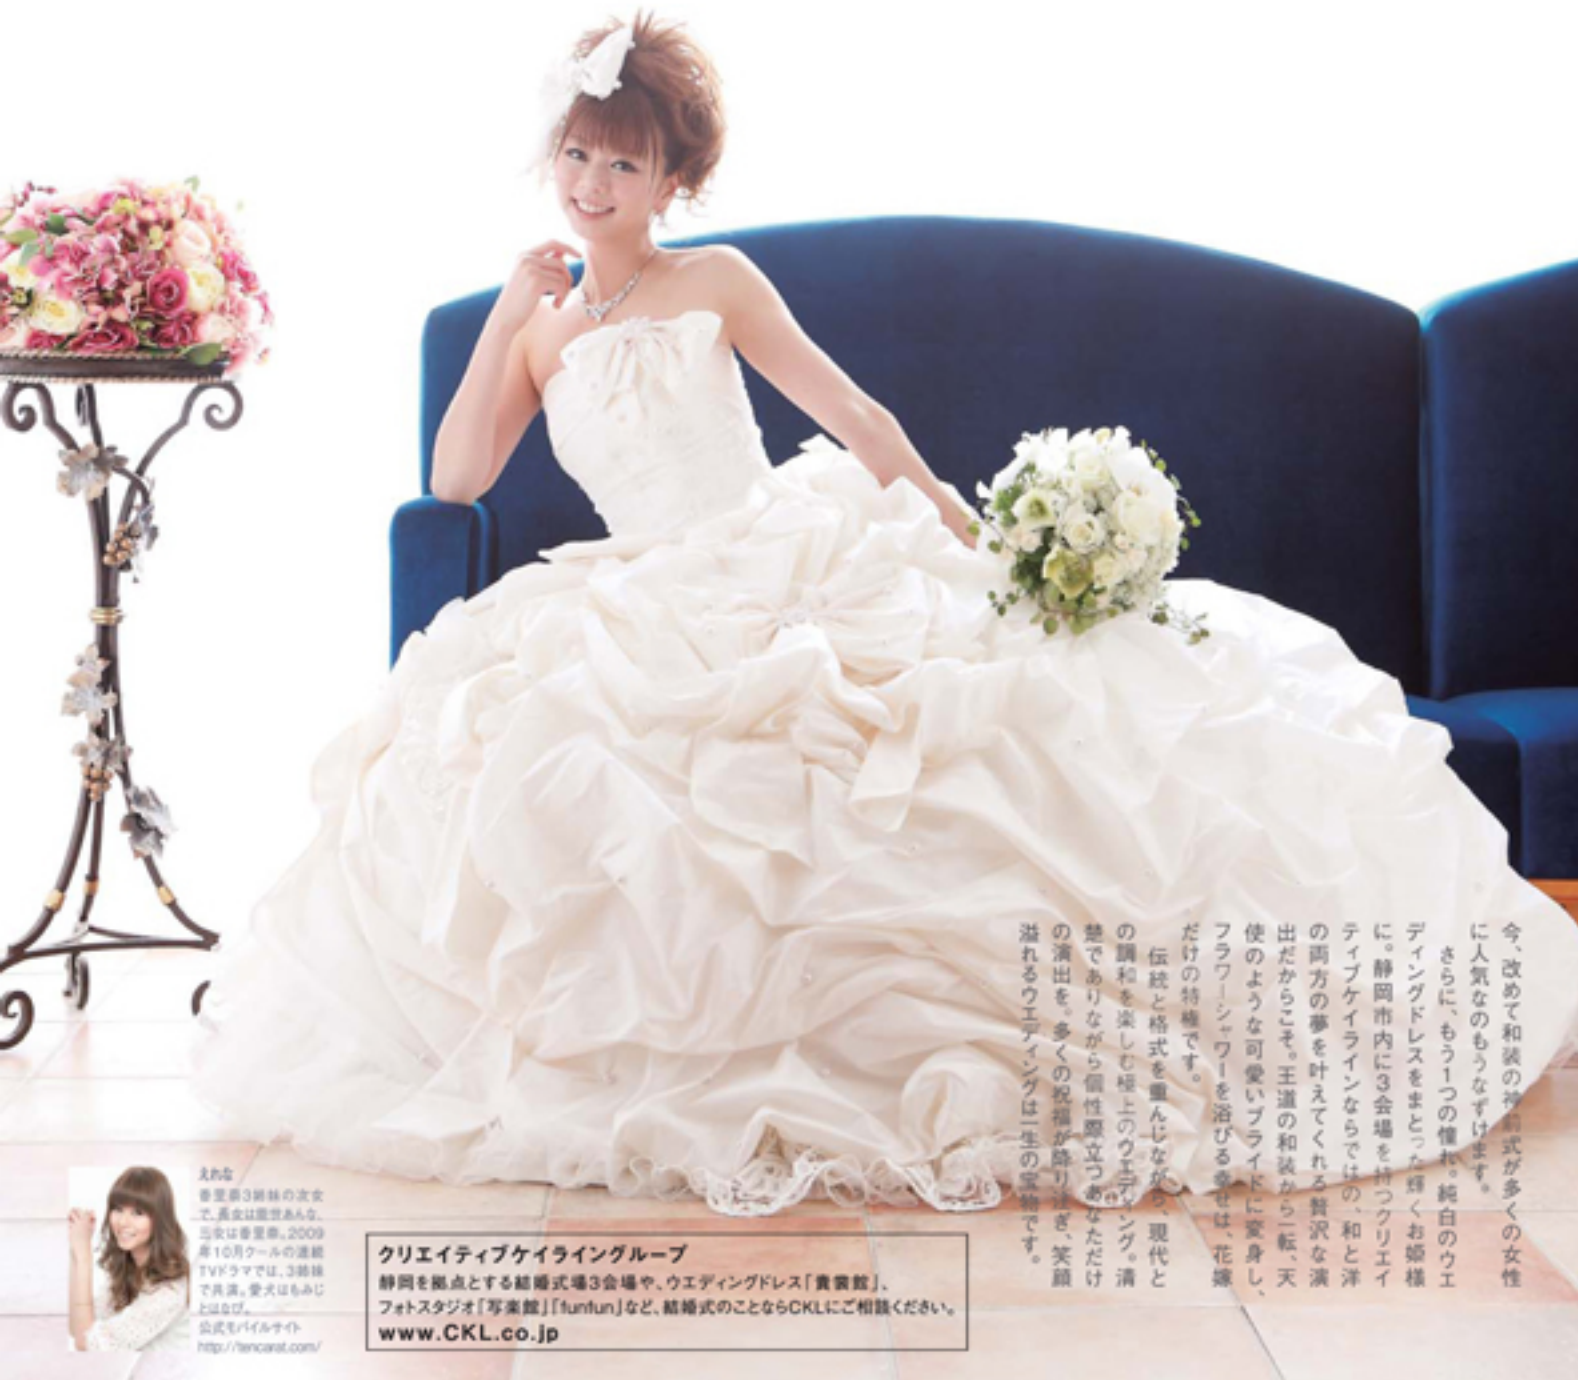 今、改めて和装の神前式が多くの女性
に人気なのもうなずけます。
さらに、もう1つの憧れ。純白のウエ
ディングドレスをまとった輝くお姫様
に。静岡市内に3会場を持つクリエイ
ティブケイラインならではの、和と洋
の両方の夢を叶えてくれる贅沢な演
出だからこそ。王道の和装から一転、天
使のような可愛いブライドに変身し、
フラワーシャワーを浴びる幸せは、花嫁
だけの特権です。
伝統と格式を重んじながら、現代と
の調和を楽しむ極上のウエディング。清
楚でありながら個性際立つあなただけ
の演出を。多くの祝福が降り注ぎ、笑顔
溢れるウエディングは一生の宝物です。
えれな
香里奈3姉妹の次女
で、長女は能世あんな、
三女は香里奈。2009
年10月クールの連続
TVドラマでは、3姉妹
で共演。愛犬はもみじ
とはなび。
公式モバイルサイト
http://tencarat.com/
クリエイティブケイライングループ
静岡を拠点とする結婚式場3会場や、ウエディングドレス「貴裳館」、
フォトスタジオ「写楽館」「funfun」など、結婚式のことならCKLにご相談ください。
www.CKL.co.jp